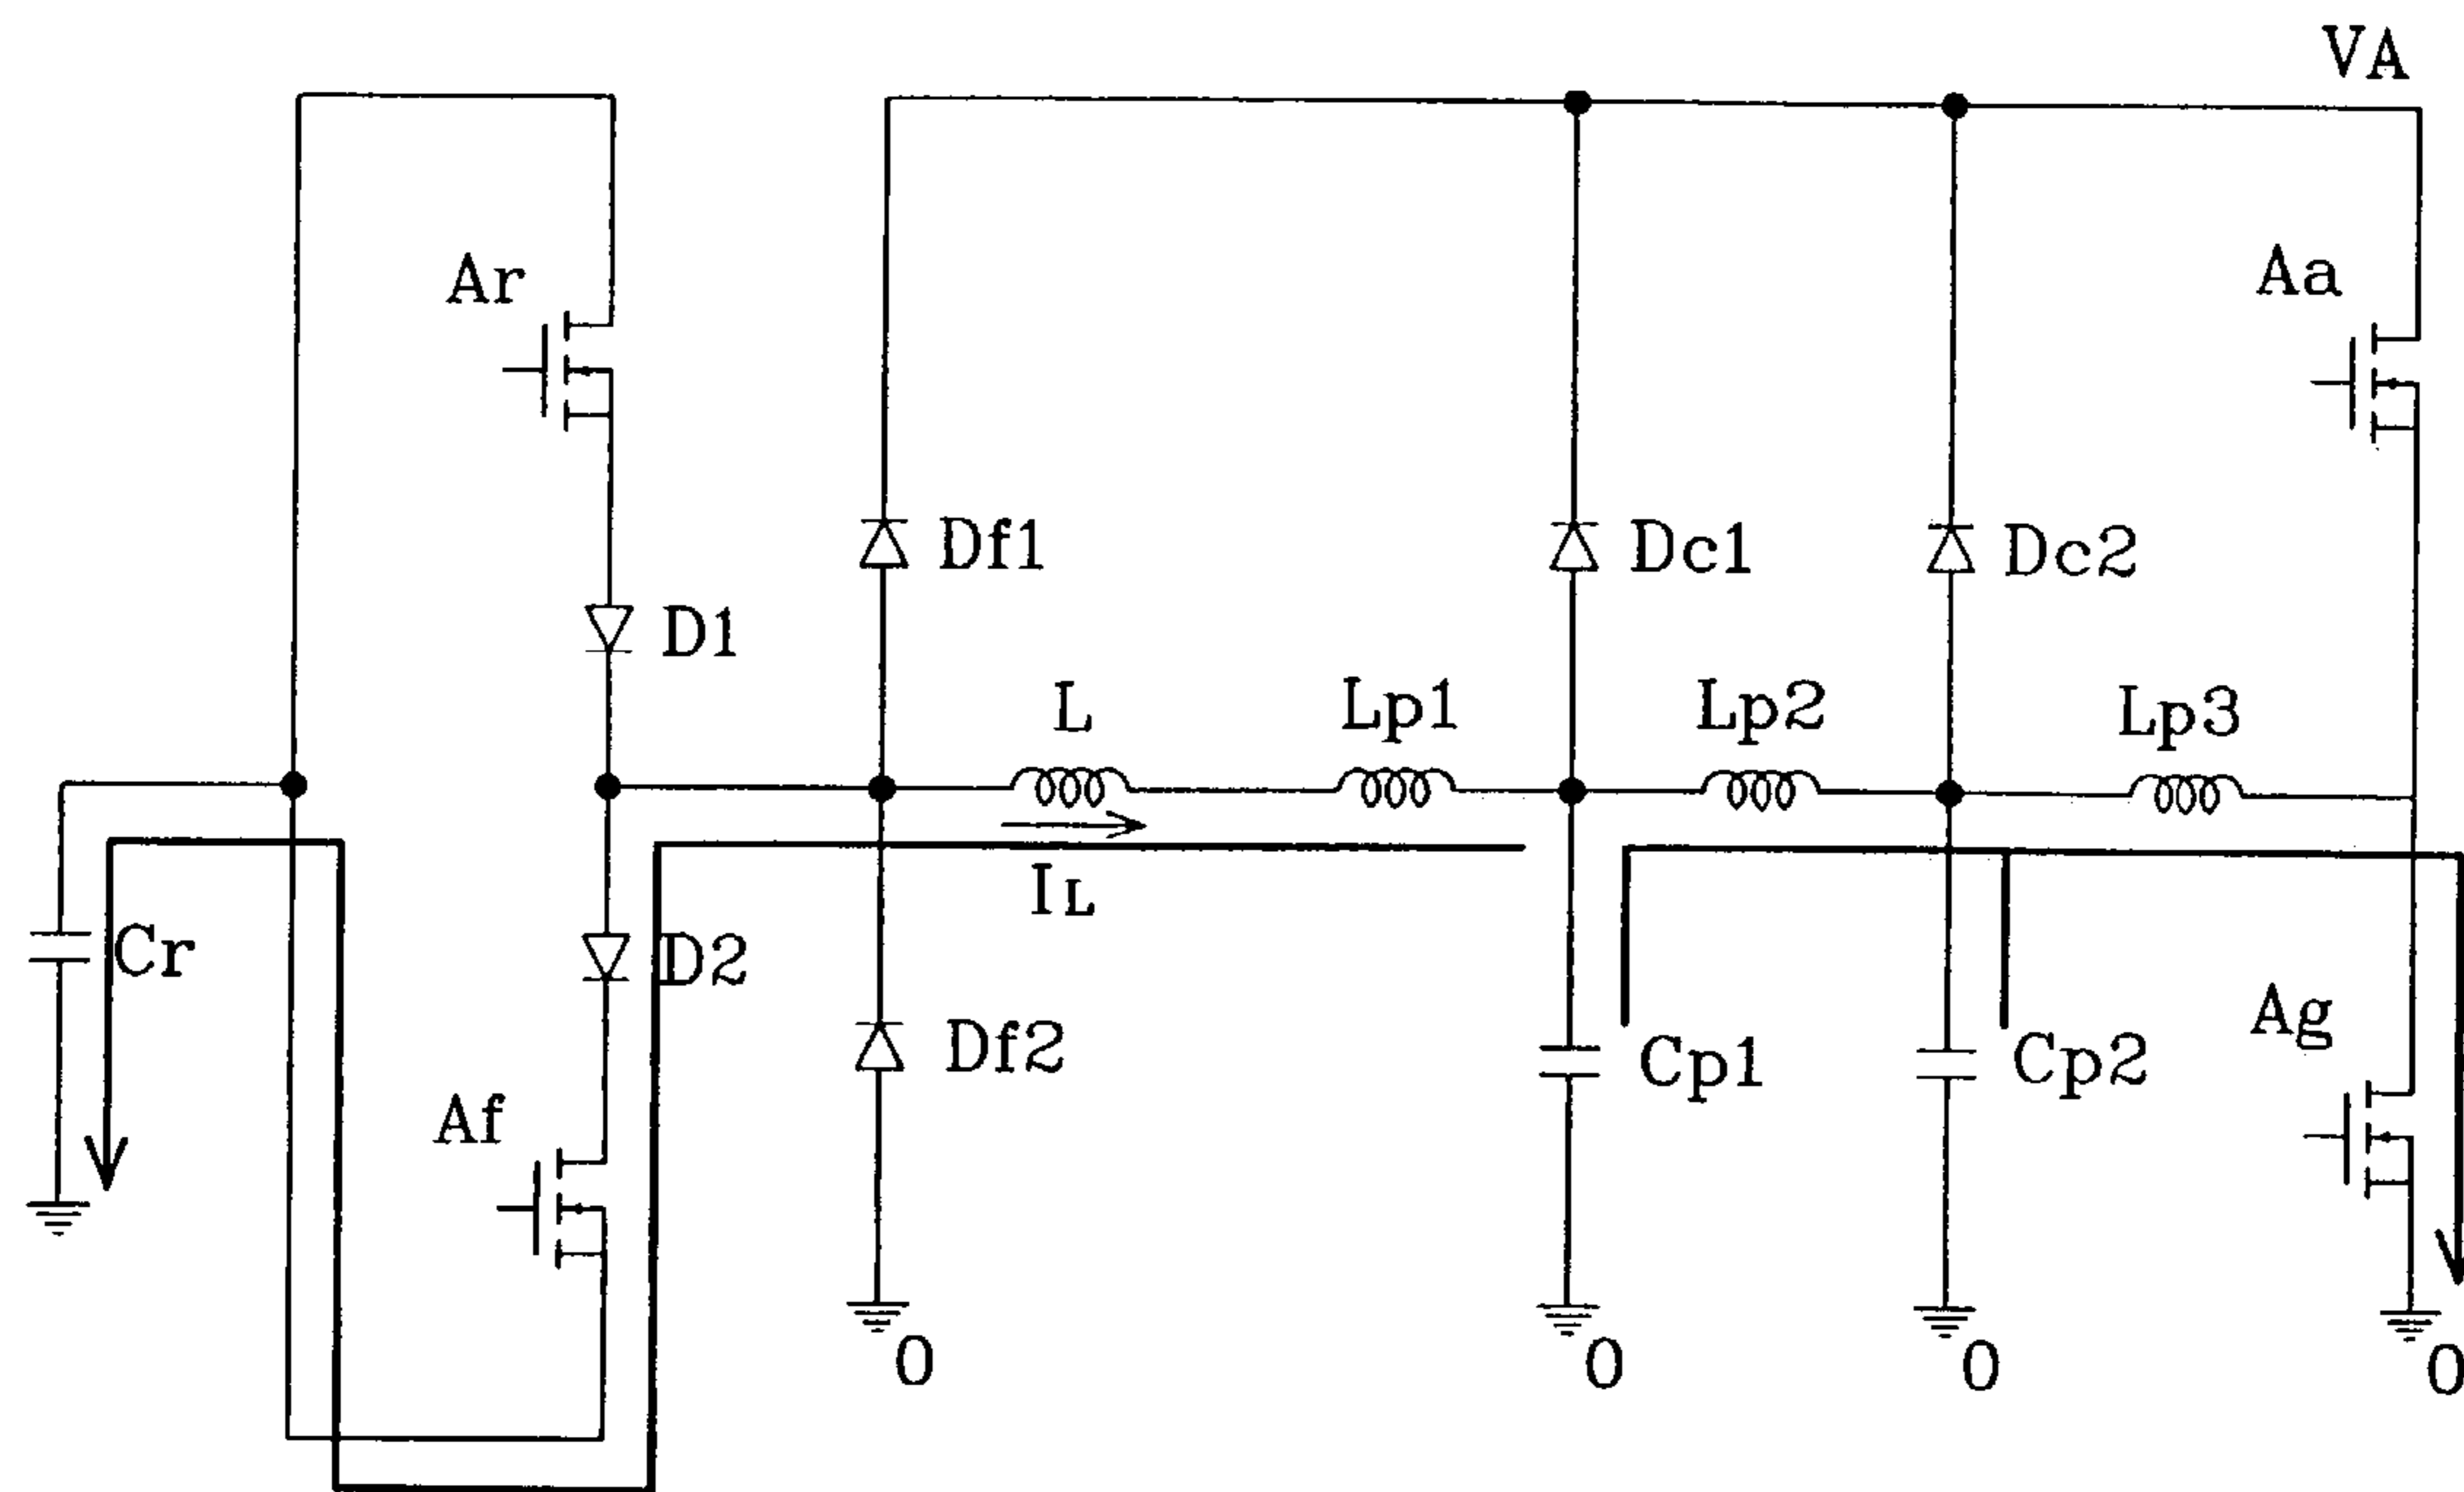 VA
Ar
Aa
Df1
Dc1
Dc2
D1
L
Lp1
Lp2
Lp3
IL
Cr
D2
Ag
Df2
Cp1
Cp2
Af
0
0
0
0